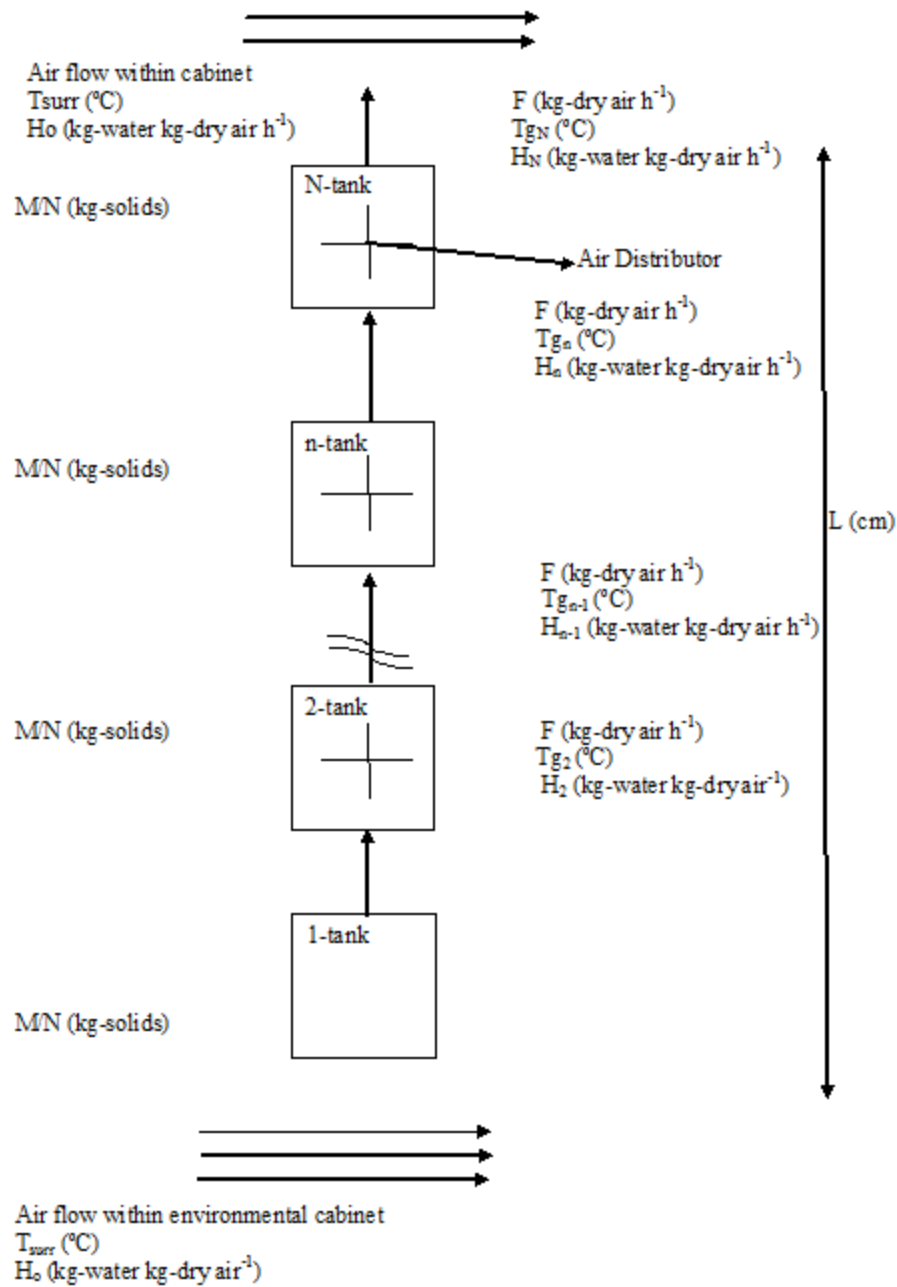 Air flow within cabinet
Tsurr (ºC)
Ho (kg-water kg-dry air h⁻¹)
F (kg-dry air h⁻¹)
Tg_N (ºC)
H_N (kg-water kg-dry air h⁻¹)
N-tank
M/N (kg-solids)
Air Distributor
F (kg-dry air h⁻¹)
Tgₙ (ºC)
Hₙ (kg-water kg-dry air h⁻¹)
n-tank
M/N (kg-solids)
L (cm)
F (kg-dry air h⁻¹)
Tgₙ₋₁ (ºC)
Hₙ₋₁ (kg-water kg-dry air h⁻¹)
2-tank
M/N (kg-solids)
F (kg-dry air h⁻¹)
Tg₂ (ºC)
H₂ (kg-water kg-dry air⁻¹)
1-tank
M/N (kg-solids)
Air flow within environmental cabinet
Tₛᵤᵣᵣ (ºC)
Hₒ (kg-water kg-dry air⁻¹)